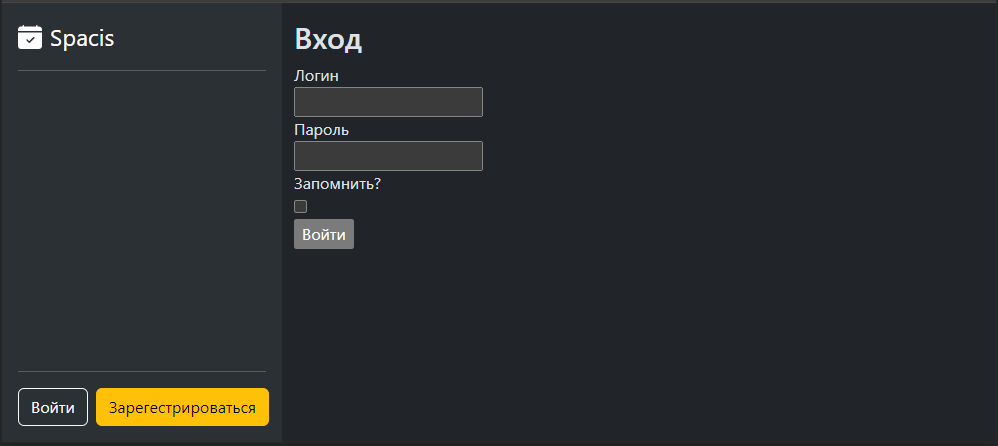 Spacis
Вход
Логин
Пароль
Запомнить?
Войти
Войти
Зарегестрироваться